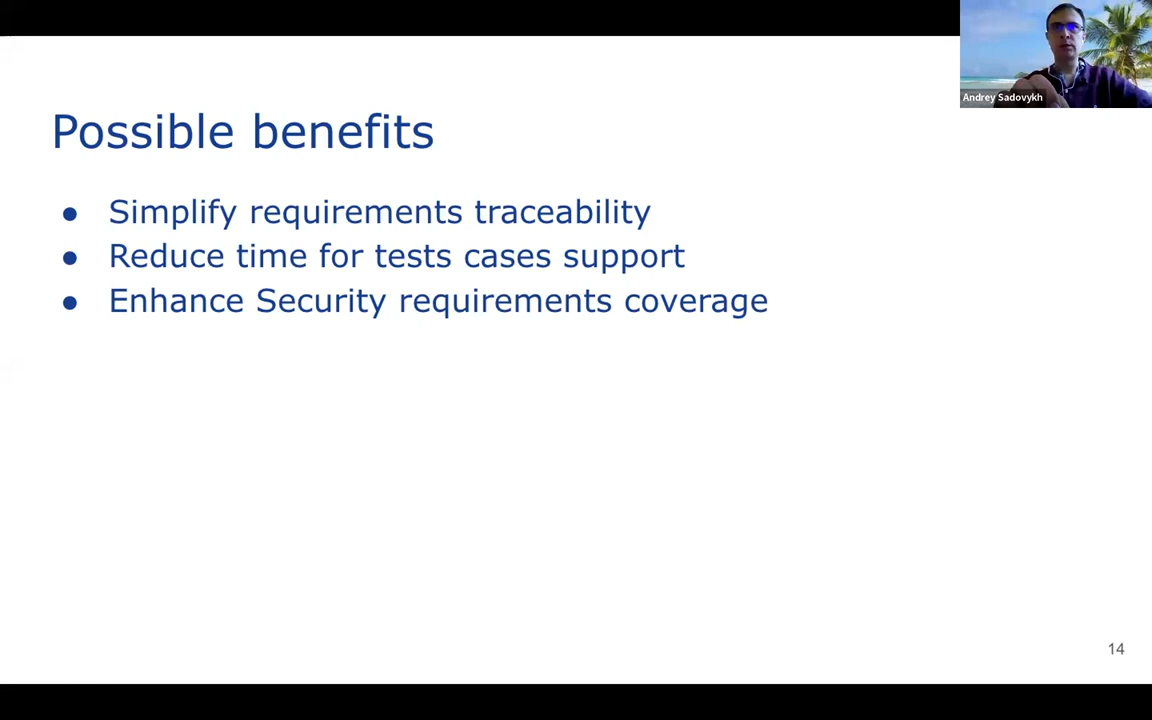 Andrey Sadovykh
Possible benefits
● Simplify requirements traceability
● Reduce time for tests cases support
● Enhance Security requirements coverage
14